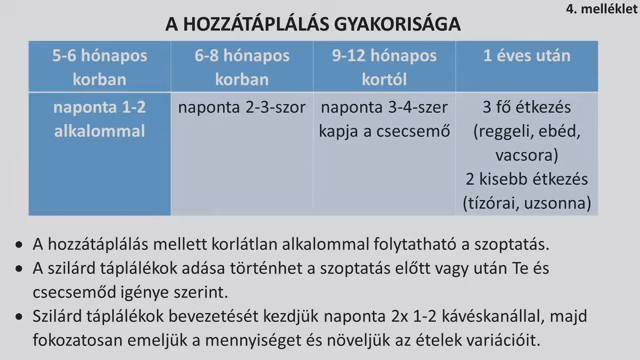 4. melléklet
A HOZZÁTÁPLÁLÁS GYAKORISÁGA
5-6 hónapos
korban
6-8 hónapos
korban
9-12 hónapos
kortól
1 éves után
naponta 1-2
alkalommal
naponta 2-3-szor
naponta 3-4-szer
kapja a csecsemő
3 fő étkezés
(reggeli, ebéd,
vacsora)
2 kisebb étkezés
(tízórai, uzsonna)
• A hozzátáplálás mellett korlátlan alkalommal folytatható a szoptatás.
• A szilárd táplálékok adása történhet a szoptatás előtt vagy után Te és
csecsemőd igénye szerint.
• Szilárd táplálékok bevezetését kezdjük naponta 2x 1-2 kávéskanállal, majd
fokozatosan emeljük a mennyiséget és növeljük az ételek variációit.